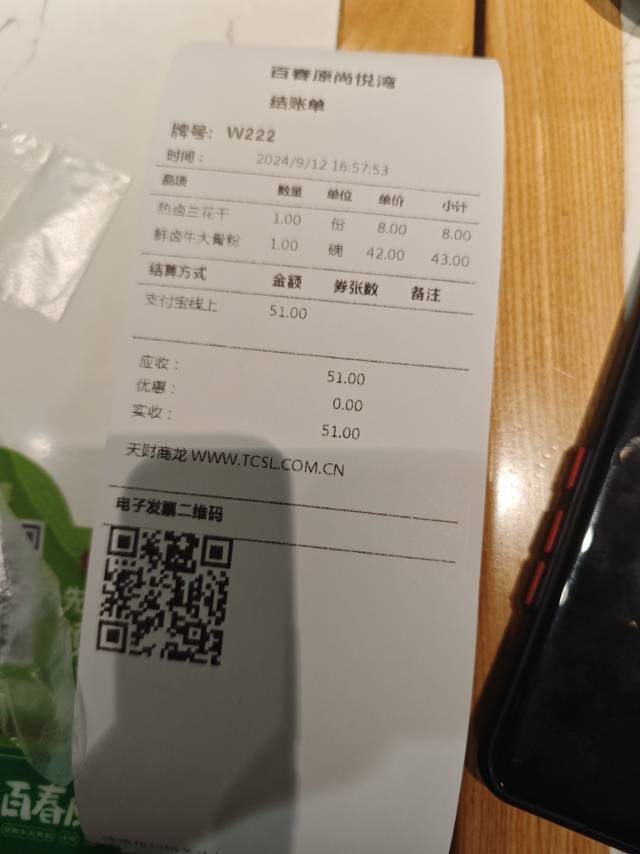 百春原尚悦湾
结账单
牌号: W222
时间: 2024/9/12 16:57:53
品项 数量 单位 单价 小计
热卤兰花干 1.00 份 8.00 8.00
鲜卤牛大骨粉 1.00 碗 42.00 43.00
结算方式 金额 券张数 备注
支付宝线上 51.00
应收: 51.00
优惠: 0.00
实收: 51.00
天财商龙 WWW.TCSL.COM.CN
电子发票二维码
百春